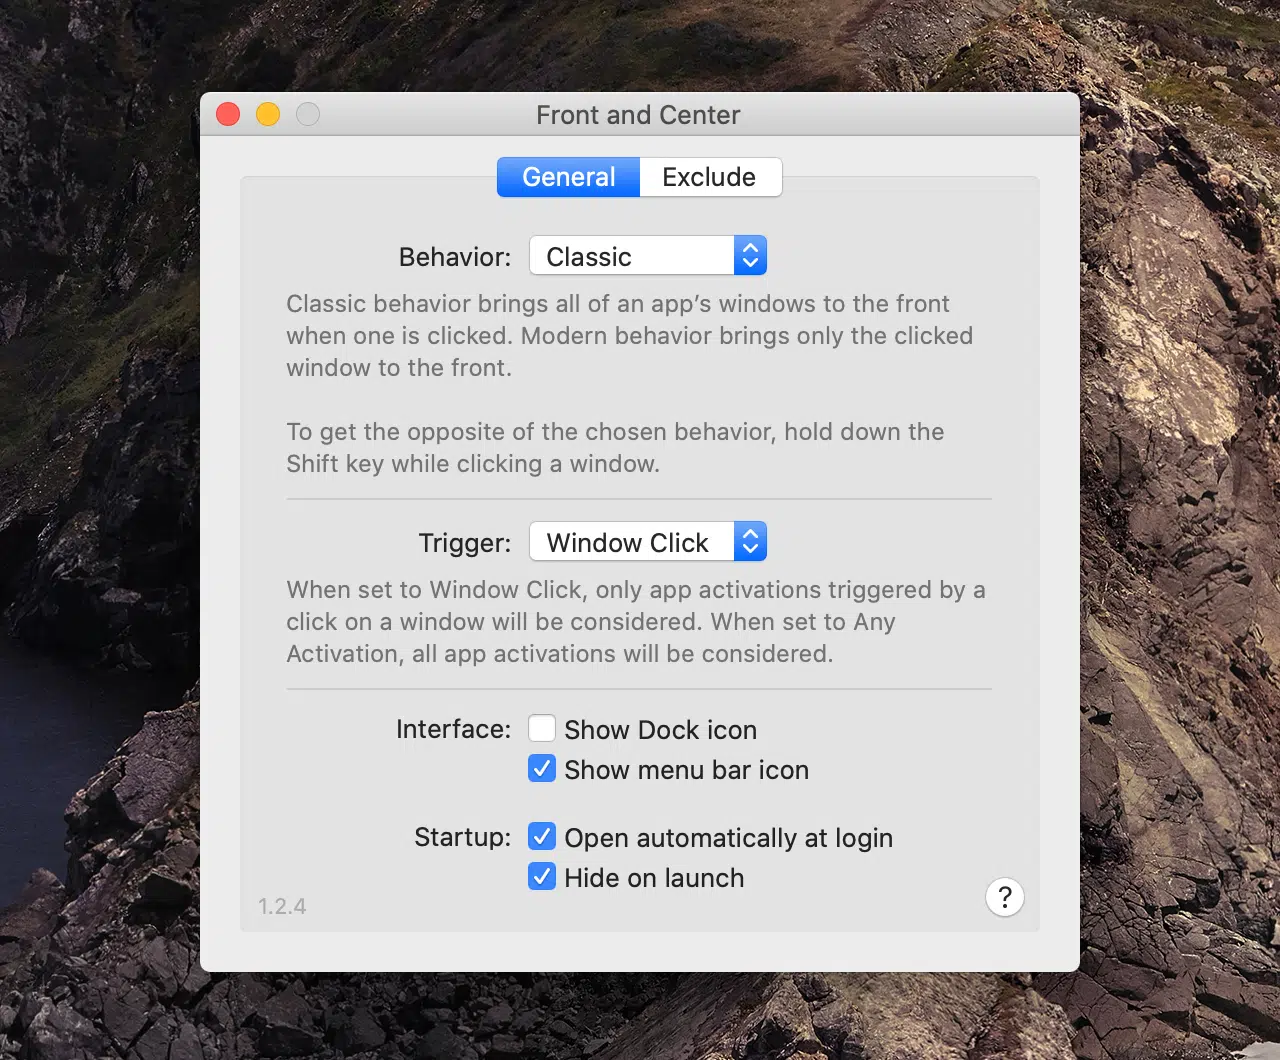 Front and Center
General Exclude
Behavior: Classic
Classic behavior brings all of an app’s windows to the front
when one is clicked. Modern behavior brings only the clicked
window to the front.
To get the opposite of the chosen behavior, hold down the
Shift key while clicking a window.
Trigger: Window Click
When set to Window Click, only app activations triggered by a
click on a window will be considered. When set to Any
Activation, all app activations will be considered.
Interface: Show Dock icon
Show menu bar icon
Startup: Open automatically at login
Hide on launch
1.2.4 ?